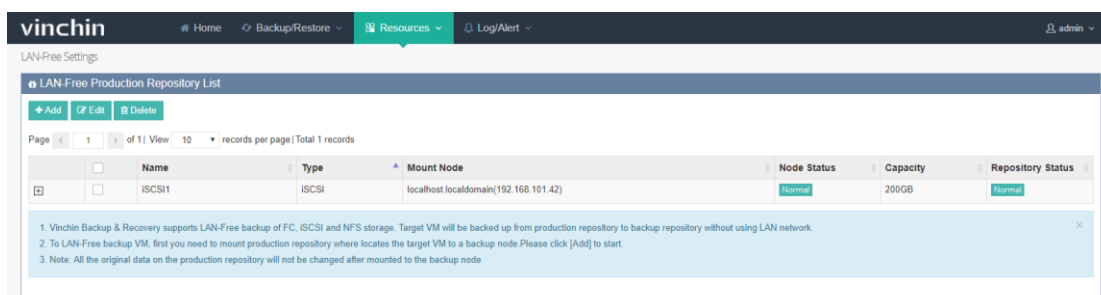 vinchin Home Backup/Restore Resources Log/Alert admin
LAN-Free Settings
LAN-Free Production Repository List
Add Edit Delete
Page < 1 > of 1 | View 10 records per page | Total 1 records
Name Type Mount Node Node Status Capacity Repository Status
iSCSI1 iSCSI localhost.localdomain(192.168.101.42) Normal 200GB Normal
1. Vinchin Backup & Recovery supports LAN-Free backup of FC, iSCSI and NFS storage. Target VM will be backed up from production repository to backup repository without using LAN network.
2. To LAN-Free backup VM, first you need to mount production repository where locates the target VM to a backup node.Please click [Add] to start.
3. Note: All the original data on the production repository will not be changed after mounted to the backup node